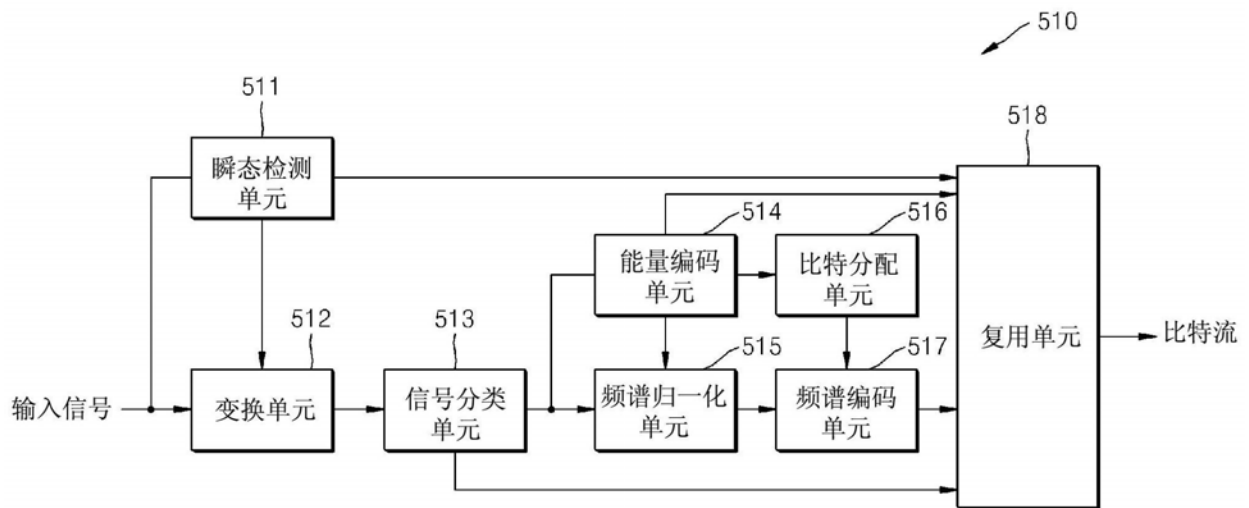 510
511
瞬态检测
单元
518
514
516
能量编码
单元
比特分配
单元
512
513
515
517
复用单元
比特流
输入信号
变换单元
信号分类
单元
频谱归一化
单元
频谱编码
单元